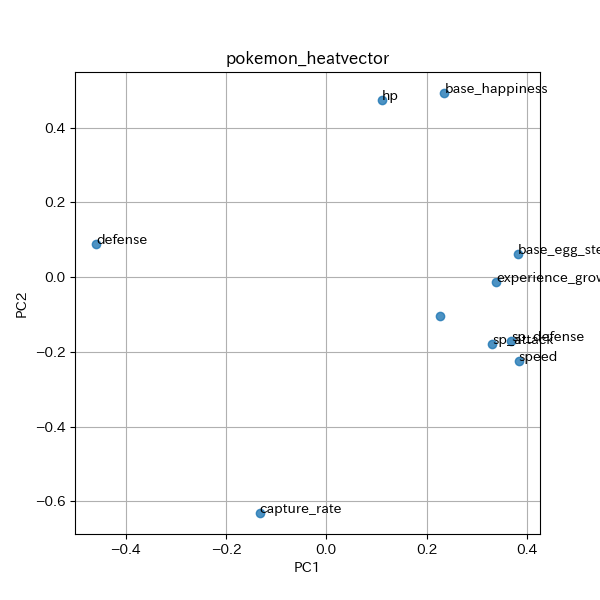 pokemon_heatvector
hp
base_happiness
0.4
0.2
defense
base_egg_ste
0.0
experience_grow
PC2
sp_attack
sp_defense
−0.2
speed
−0.4
−0.6
capture_rate
−0.4
−0.2
0.0
0.2
0.4
PC1